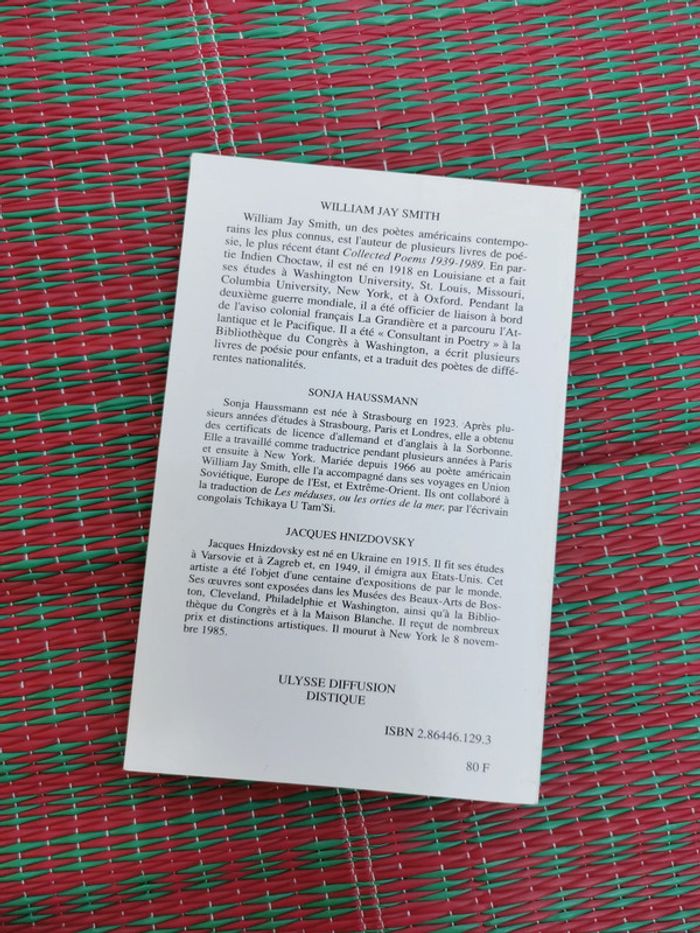 WILLIAM JAY SMITH
William Jay Smith, un des poètes américains contempo-
rains les plus connus, est l'auteur de plusieurs livres de poé-
sie, le plus récent étant Collected Poems 1939-1989. En par-
tie Indien Choctaw, il est né en 1918 en Louisiane et a fait
ses études à Washington University, St. Louis, Missouri,
Columbia University, New York, et à Oxford. Pendant la
deuxième guerre mondiale, il a été officier de liaison à bord
de l'aviso colonial français La Grandière et a parcouru l'At-
lantique et le Pacifique. Il a été « Consultant in Poetry » à la
Bibliothèque du Congrès à Washington, a écrit plusieurs
livres de poésie pour enfants, et a traduit des poètes de diffé-
rentes nationalités.
SONJA HAUSSMANN
Sonja Haussmann est née à Strasbourg en 1923. Après plu-
sieurs années d'études à Strasbourg, Paris et Londres, elle a obtenu
des certificats de licence d'allemand et d'anglais à la Sorbonne.
Elle a travaillé comme traductrice pendant plusieurs années à Paris
et ensuite à New York. Mariée depuis 1966 au poète américain
William Jay Smith, elle l'a accompagné dans ses voyages en Union
Soviétique, Europe de l'Est, et Extrême-Orient. Ils ont collaboré à
la traduction de Les méduses, ou les orties de la mer, par l'écrivain
congolais Tchikaya U Tam'Si.
JACQUES HNIZDOVSKY
Jacques Hnizdovsky est né en Ukraine en 1915. Il fit ses études
à Varsovie et à Zagreb et, en 1949, il émigra aux Etats-Unis. Cet
artiste a été l'objet d'une centaine d'expositions de par le monde.
Ses œuvres sont exposées dans les Musées des Beaux-Arts de Bos-
ton, Cleveland, Philadelphie et Washington, ainsi qu'à la Biblio-
thèque du Congrès et à la Maison Blanche. Il reçut de nombreux
prix et distinctions artistiques. Il mourut à New York le 8 novem-
bre 1985.
ULYSSE DIFFUSION
DISTIQUE
ISBN 2.86446.129.3
80 F